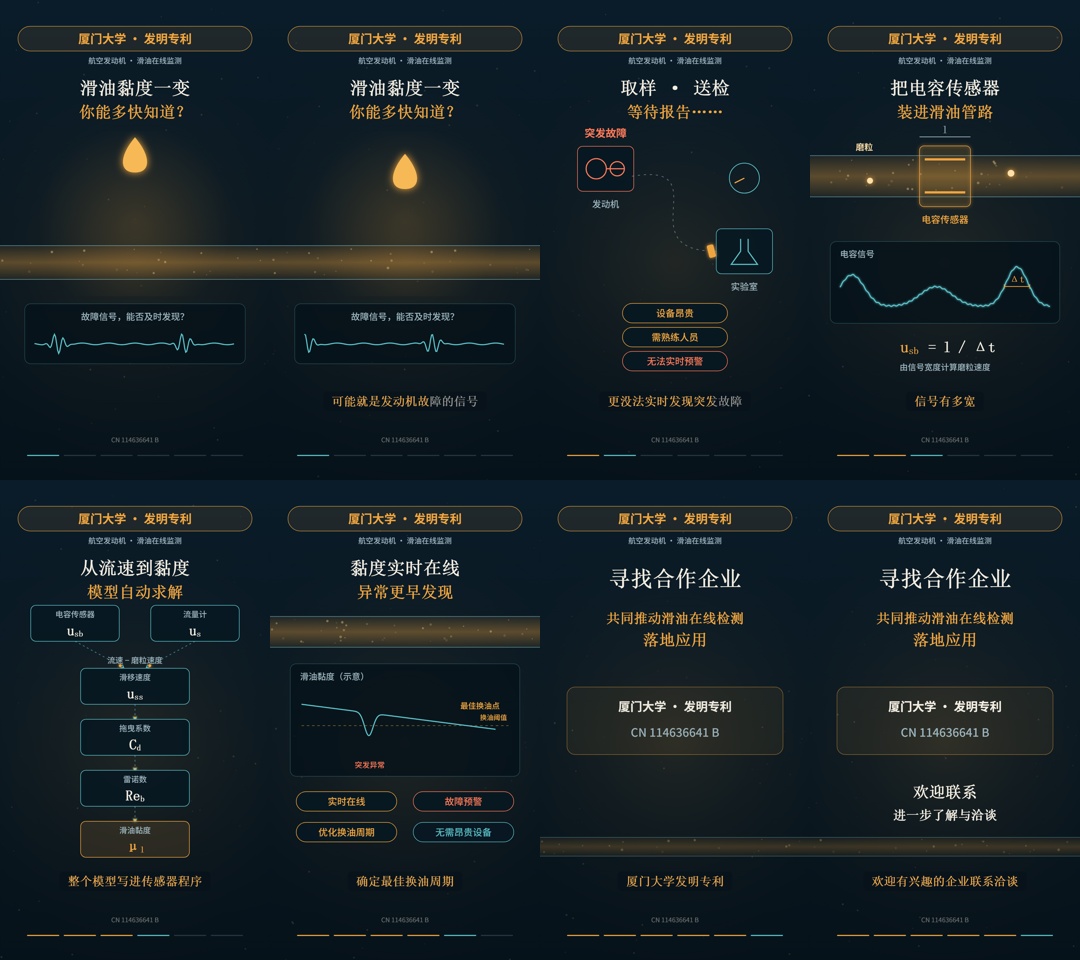 厦门大学 · 发明专利
航空发动机 · 滑油在线监测
滑油黏度一变
你能多快知道?
故障信号，能否及时发现?
CN 114636641 B
厦门大学 · 发明专利
航空发动机 · 滑油在线监测
滑油黏度一变
你能多快知道?
故障信号，能否及时发现?
可能就是发动机故障的信号
CN 114636641 B
厦门大学 · 发明专利
航空发动机 · 滑油在线监测
取样 · 送检
等待报告……
突发故障
发动机
实验室
设备昂贵
需熟练人员
无法实时预警
更没法实时发现突发故障
CN 114636641 B
厦门大学 · 发明专利
航空发动机 · 滑油在线监测
把电容传感器
装进滑油管路
l
磨粒
电容传感器
电容信号
Δt
u_sb = l / Δt
由信号宽度计算磨粒速度
信号有多宽
CN 114636641 B
厦门大学 · 发明专利
航空发动机 · 滑油在线监测
从流速到黏度
模型自动求解
电容传感器
u_sb
流量计
u_s
流速－磨粒速度
滑移速度
u_ss
拖曳系数
C_d
雷诺数
Re_b
滑油黏度
μ_l
整个模型写进传感器程序
CN 114636641 B
厦门大学 · 发明专利
航空发动机 · 滑油在线监测
黏度实时在线
异常更早发现
滑油黏度（示意）
最佳换油点
换油阈值
突发异常
实时在线
故障预警
优化换油周期
无需昂贵设备
确定最佳换油周期
CN 114636641 B
厦门大学 · 发明专利
航空发动机 · 滑油在线监测
寻找合作企业
共同推动滑油在线检测
落地应用
厦门大学 · 发明专利
CN 114636641 B
厦门大学发明专利
CN 114636641 B
厦门大学 · 发明专利
航空发动机 · 滑油在线监测
寻找合作企业
共同推动滑油在线检测
落地应用
厦门大学 · 发明专利
CN 114636641 B
欢迎联系
进一步了解与洽谈
欢迎有兴趣的企业联系洽谈
CN 114636641 B